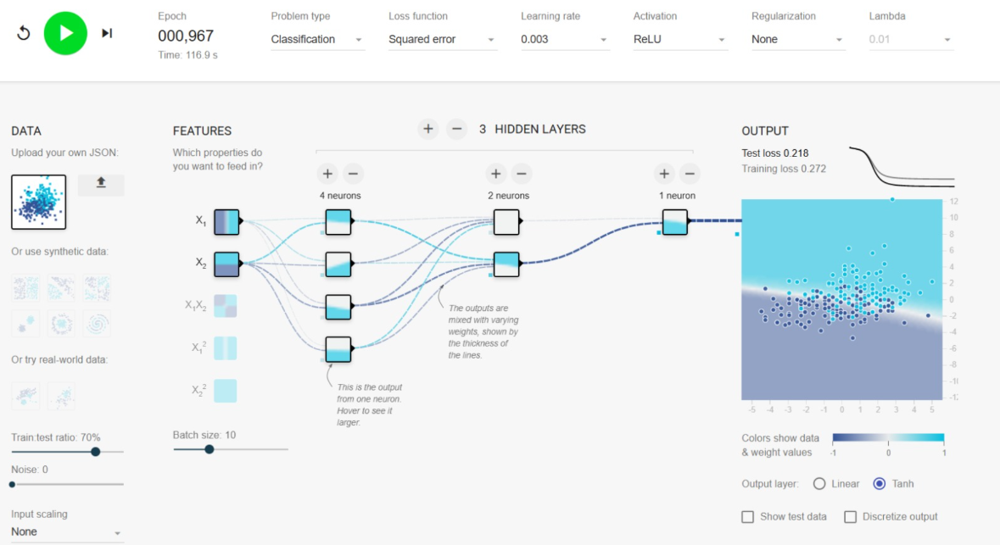 Epoch
000,967
Time: 116.9 s
Problem type
Classification
Loss function
Squared error
Learning rate
0.003
Activation
ReLU
Regularization
None
Lambda
0.01
DATA
Upload your own JSON:
Or use synthetic data:
Or try real-world data:
Train:test ratio: 70%
Noise: 0
Input scaling
None
FEATURES
Which properties do
you want to feed in?
X1
X2
X1X2
X1²
X2²
Batch size: 10
+ − 3 HIDDEN LAYERS
+ −
4 neurons
+ −
2 neurons
+ −
1 neuron
The outputs are
mixed with varying
weights, shown by
the thickness of
the lines.
This is the output
from one neuron.
Hover to see it
larger.
OUTPUT
Test loss 0.218
Training loss 0.272
12
10
8
6
4
2
0
-2
-4
-6
-8
-5 -4 -3 -2 -1 0 1 2 3 4 5
Colors show data
& weight values
-1 0 1
Output layer: Linear Tanh
Show test data Discretize output